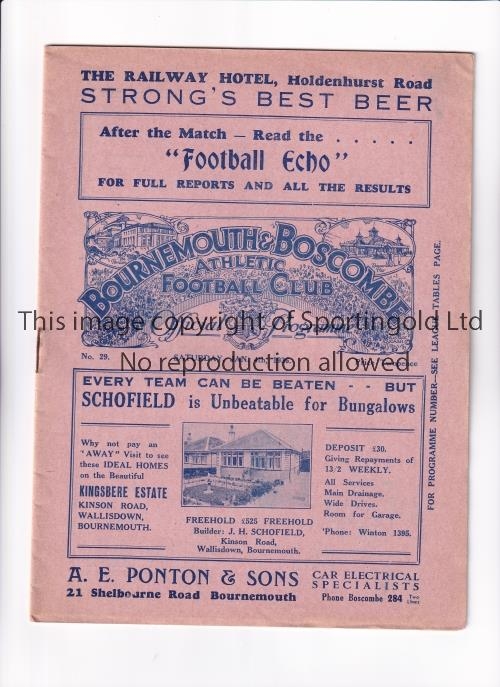 THE RAILWAY HOTEL, Holdenhurst Road
STRONG'S BEST BEER
After the Match — Read the . . . . .
"Football Echo"
FOR FULL REPORTS AND ALL THE RESULTS
BOURNEMOUTH & BOSCOMBE
ATHLETIC
FOOTBALL CLUB
Official Programme
This image copyright of Sportingold Ltd
No. 29.
SATURDAY, JAN.
No reproduction allowed
EVERY TEAM CAN BE BEATEN - - BUT
SCHOFIELD is Unbeatable for Bungalows
Why not pay an
"AWAY" Visit to see
these IDEAL HOMES
on the Beautiful
KINGSBERE ESTATE
KINSON ROAD,
WALLISDOWN,
BOURNEMOUTH.
FREEHOLD £525 FREEHOLD
Builder: J. H. SCHOFIELD,
Kinson Road,
Wallisdown, Bournemouth.
DEPOSIT £30.
Giving Repayments of
13/2 WEEKLY.
All Services
Main Drainage.
Wide Drives.
Room for Garage.
'Phone: Winton 1395.
FOR PROGRAMME NUMBER—SEE LEAGUE TABLES PAGE.
A. E. PONTON & SONS
21 Shelbourne Road Bournemouth
CAR ELECTRICAL
SPECIALISTS
Phone Boscombe 284 Two Lines